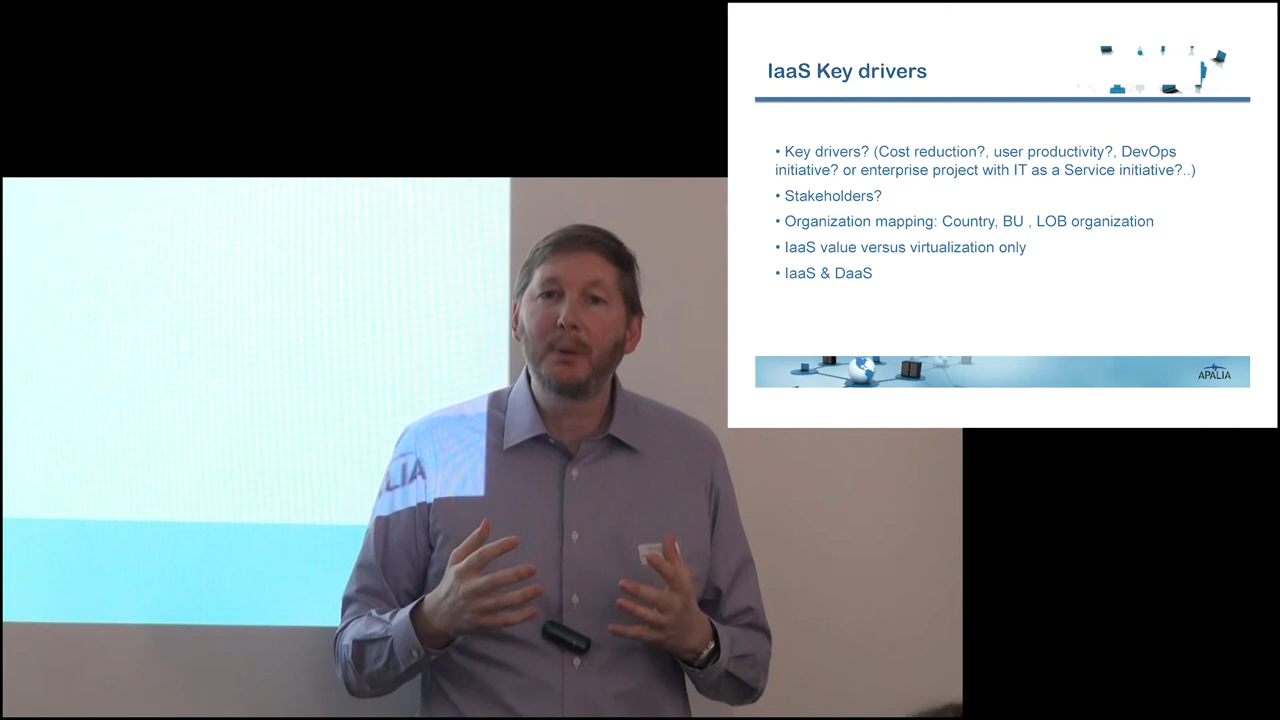 IaaS Key drivers
• Key drivers? (Cost reduction?, user productivity?, DevOps
initiative? or enterprise project with IT as a Service initiative?..)
• Stakeholders?
• Organization mapping: Country, BU , LOB organization
• IaaS value versus virtualization only
• IaaS & DaaS
APALIA
LIA